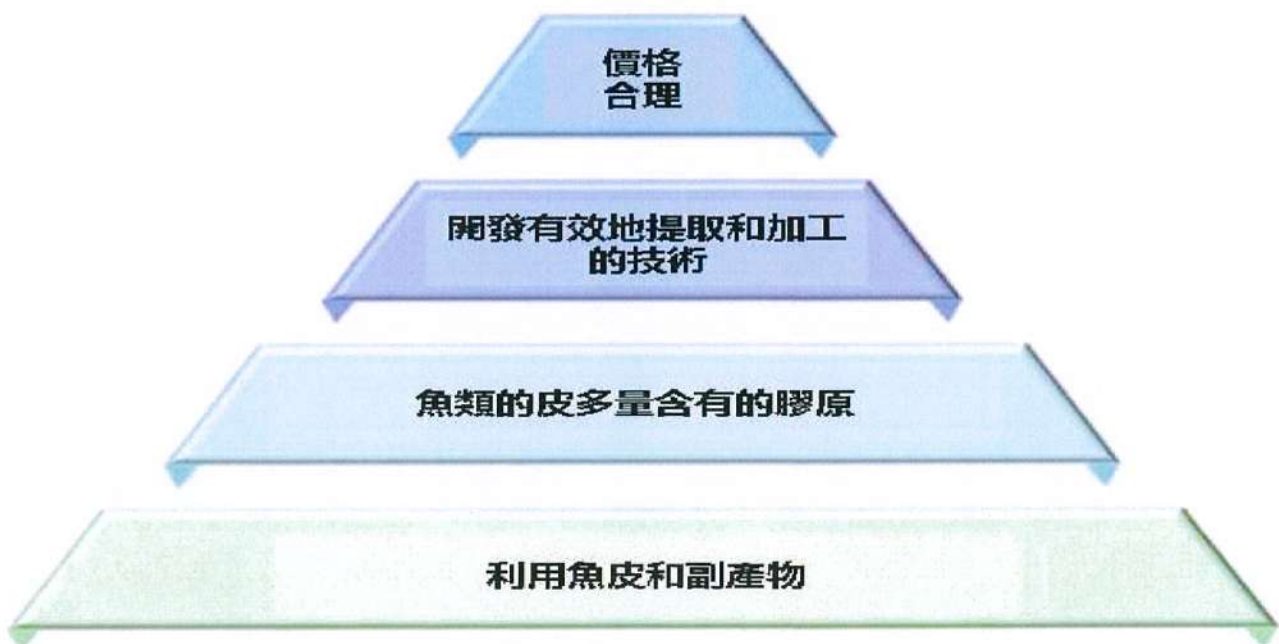 價格
合理
開發有效地提取和加工
的技術
魚類的皮多量含有的膠原
利用魚皮和副產物